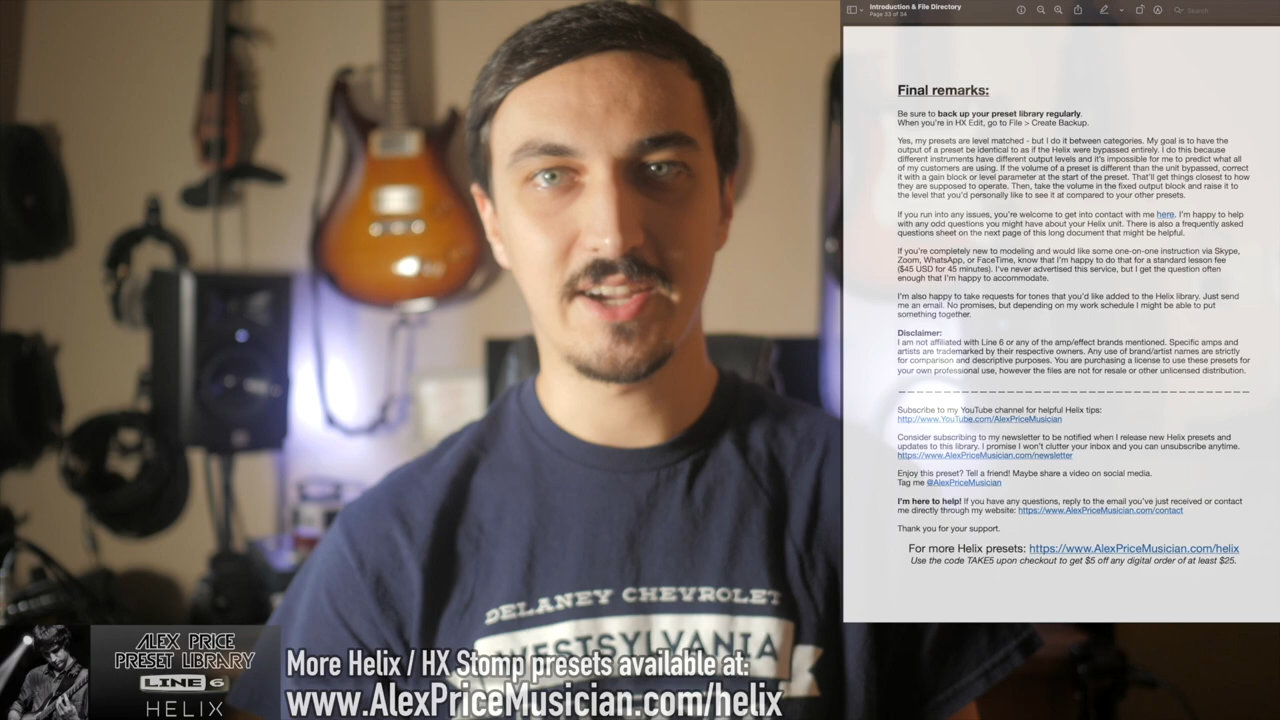 Introduction & File Directory
Page 33 of 34
Search
Final remarks:
Be sure to back up your preset library regularly.
When you're in HX Edit, go to File > Create Backup.
Yes, my presets are level matched - but I do it between categories. My goal is to have the
output of a preset be identical to as if the Helix were bypassed entirely. I do this because
different instruments have different output levels and it's impossible for me to predict what all
of my customers are using. If the volume of a preset is different than the unit bypassed, correct
it with a gain block or level parameter at the start of the preset. That'll get things closest to how
they are supposed to operate. Then, take the volume in the fixed output block and raise it to
the level that you'd personally like to see it at compared to your other presets.
If you run into any issues, you're welcome to get into contact with me here. I'm happy to help
with any odd questions you might have about your Helix unit. There is also a frequently asked
questions sheet on the next page of this long document that might be helpful.
If you're completely new to modeling and would like some one-on-one instruction via Skype,
Zoom, WhatsApp, or FaceTime, know that I'm happy to do that for a standard lesson fee
($45 USD for 45 minutes). I've never advertised this service, but I get the question often
enough that I'm happy to accommodate.
I'm also happy to take requests for tones that you'd like added to the Helix library. Just send
me an email. No promises, but depending on my work schedule I might be able to put
something together.
Disclaimer:
I am not affiliated with Line 6 or any of the amp/effect brands mentioned. Specific amps and
artists are trademarked by their respective owners. Any use of brand/artist names are strictly
for comparison and descriptive purposes. You are purchasing a license to use these presets for
your own professional use, however the files are not for resale or other unlicensed distribution.
Subscribe to my YouTube channel for helpful Helix tips:
http://www.YouTube.com/AlexPriceMusician
Consider subscribing to my newsletter to be notified when I release new Helix presets and
updates to this library. I promise I won't clutter your inbox and you can unsubscribe anytime.
https://www.AlexPriceMusician.com/newsletter
Enjoy this preset? Tell a friend! Maybe share a video on social media.
Tag me @AlexPriceMusician
I'm here to help! If you have any questions, reply to the email you've just received or contact
me directly through my website: https://www.AlexPriceMusician.com/contact
Thank you for your support.
For more Helix presets: https://www.AlexPriceMusician.com/helix
Use the code TAKE5 upon checkout to get $5 off any digital order of at least $25.
DELANEY CHEVROLET
WESTSYLVANIA
ALEX PRICE
PRESET LIBRARY
LINE 6
HELIX
More Helix / HX Stomp presets available at:
www.AlexPriceMusician.com/helix